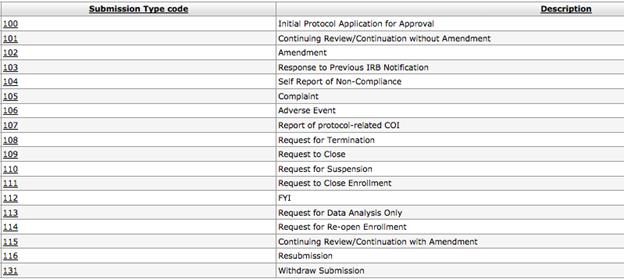 Submission Type code Description
100 Initial Protocol Application for Approval
101 Continuing Review/Continuation without Amendment
102 Amendment
103 Response to Previous IRB Notification
104 Self Report of Non-Compliance
105 Complaint
106 Adverse Event
107 Report of protocol-related COI
108 Request for Termination
109 Request to Close
110 Request for Suspension
111 Request to Close Enrollment
112 FYI
113 Request for Data Analysis Only
114 Request for Re-open Enrollment
115 Continuing Review/Continuation with Amendment
116 Resubmission
131 Withdraw Submission